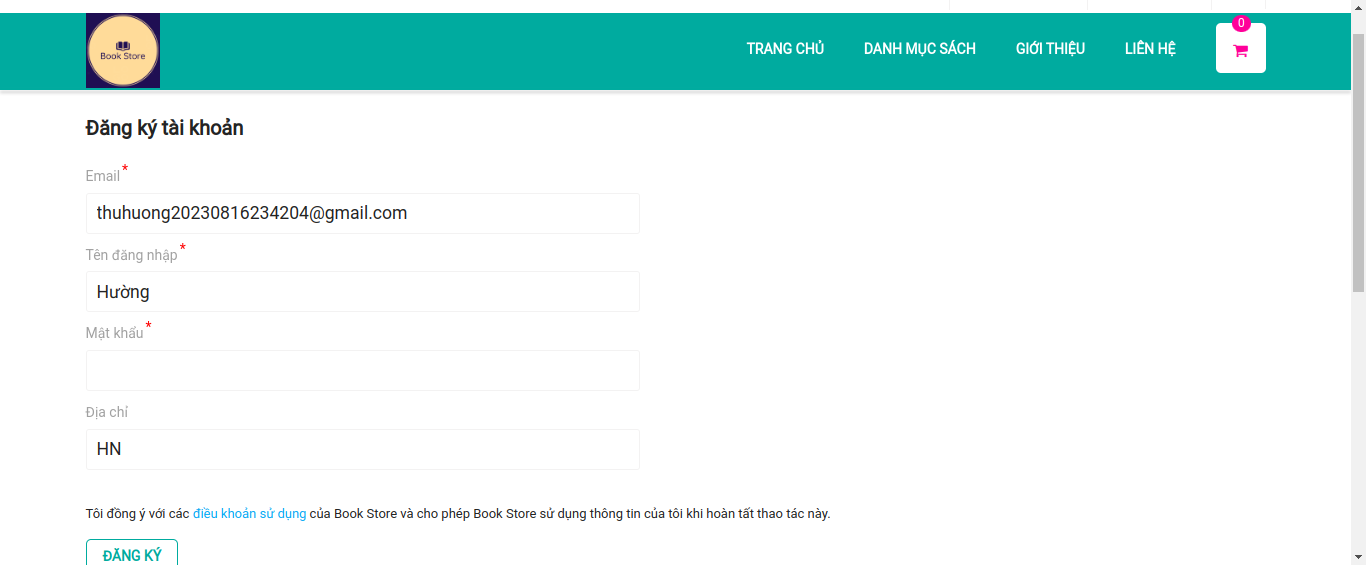 Book Store
TRANG CHỦ DANH MỤC SÁCH GIỚI THIỆU LIÊN HỆ 0
Đăng ký tài khoản
Email *
thuhuong20230816234204@gmail.com
Tên đăng nhập *
Hường
Mật khẩu *
Địa chỉ
HN
Tôi đồng ý với các điều khoản sử dụng của Book Store và cho phép Book Store sử dụng thông tin của tôi khi hoàn tất thao tác này.
ĐĂNG KÝ